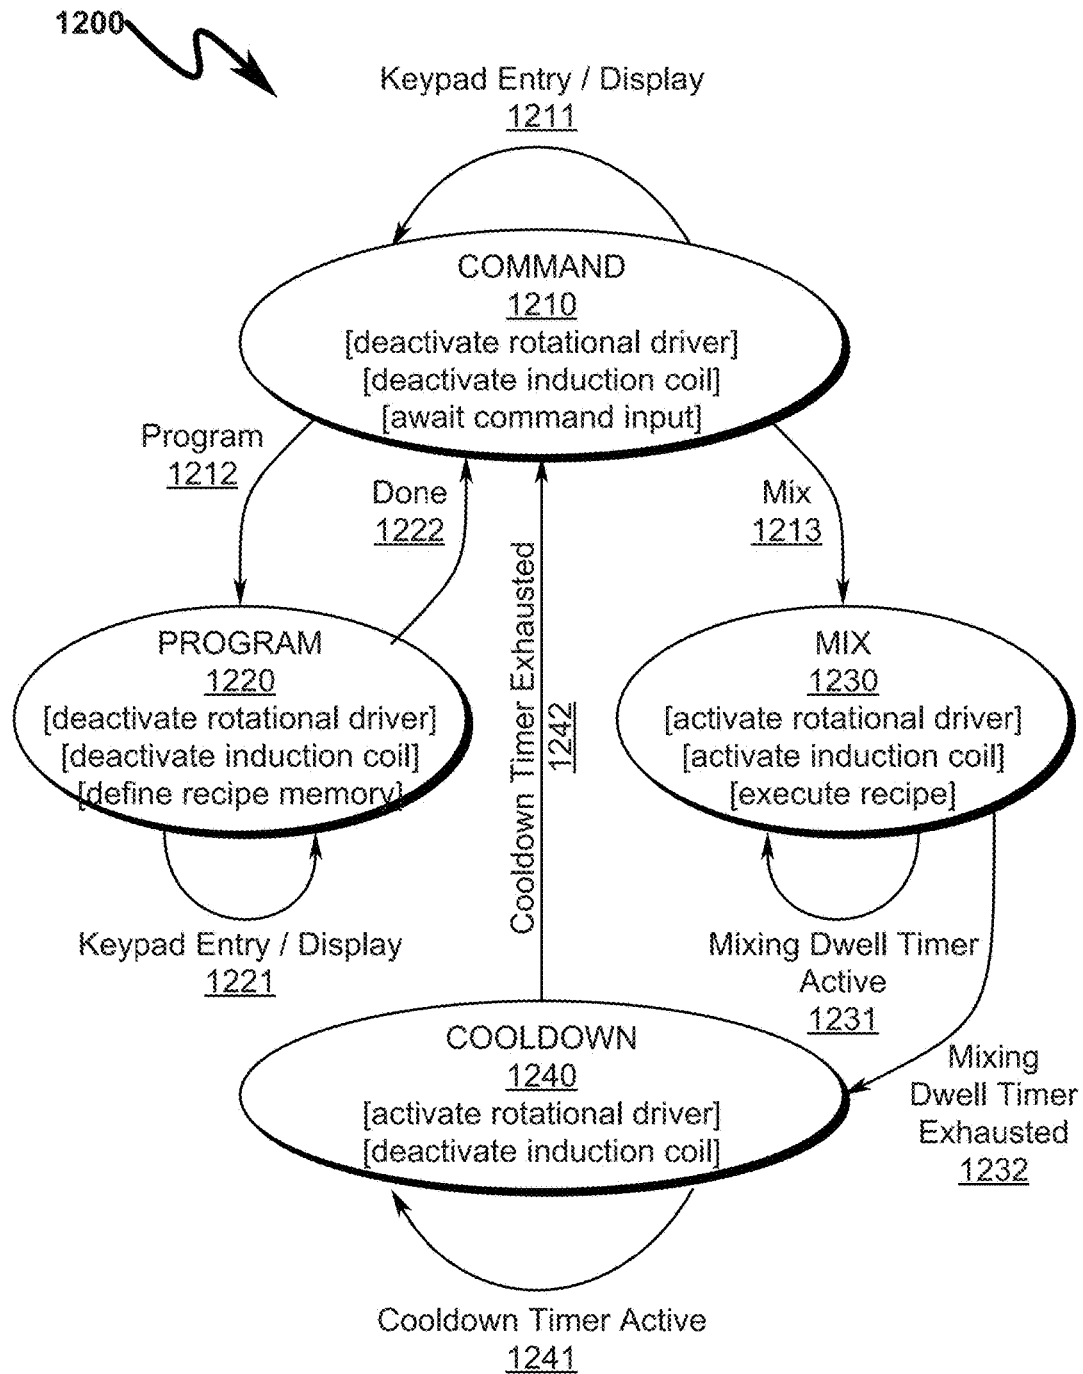 1200
Keypad Entry / Display
1211
COMMAND
1210
[deactivate rotational driver]
[deactivate induction coil]
[await command input]
Program
1212
Done
1222
Mix
1213
Cooldown Timer Exhausted
1242
PROGRAM
1220
[deactivate rotational driver]
[deactivate induction coil]
[define recipe memory]
MIX
1230
[activate rotational driver]
[activate induction coil]
[execute recipe]
Keypad Entry / Display
1221
Mixing Dwell Timer
Active
1231
Mixing
Dwell Timer
Exhausted
1232
COOLDOWN
1240
[activate rotational driver]
[deactivate induction coil]
Cooldown Timer Active
1241